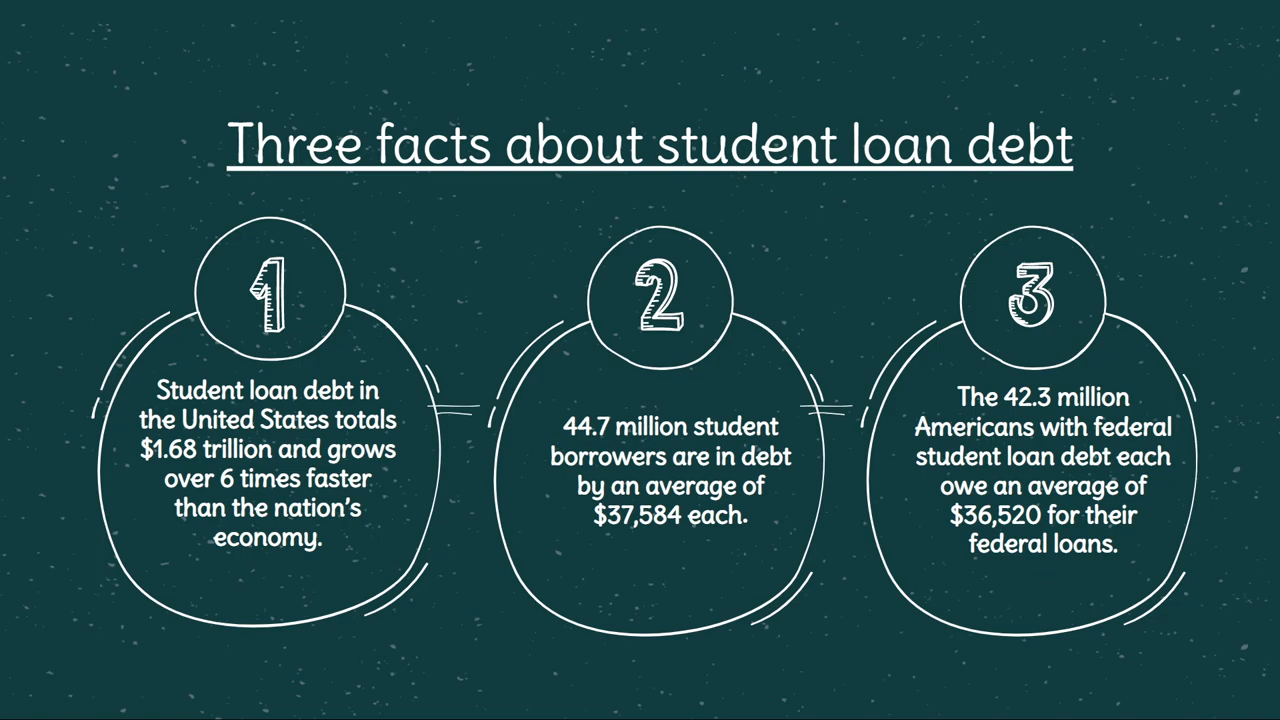 Three facts about student loan debt
1
Student loan debt in
the United States totals
$1.68 trillion and grows
over 6 times faster
than the nation's
economy.
2
44.7 million student
borrowers are in debt
by an average of
$37,584 each.
3
The 42.3 million
Americans with federal
student loan debt each
owe an average of
$36,520 for their
federal loans.